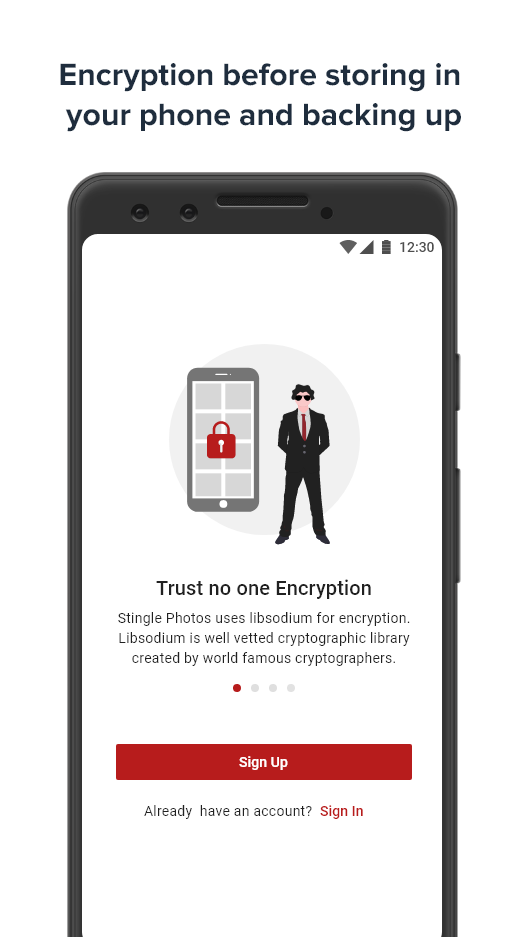 Encryption before storing in
your phone and backing up
12:30
Trust no one Encryption
Stingle Photos uses libsodium for encryption.
Libsodium is well vetted cryptographic library
created by world famous cryptographers.
Sign Up
Already  have an account?  Sign In